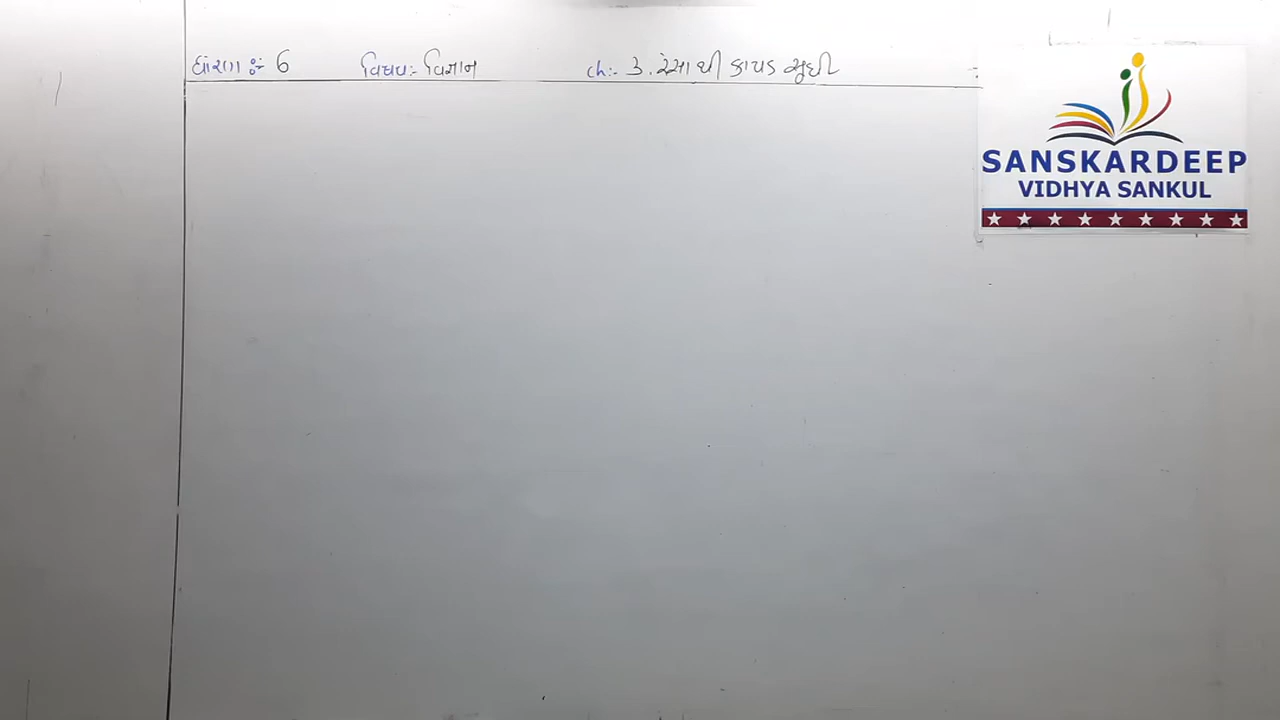 ધોરણ :- 6 વિષય:- વિજ્ઞાન ch:- 3. રેસા થી કાપડ સુધી
SANSKARDEEP
VIDHYA SANKUL